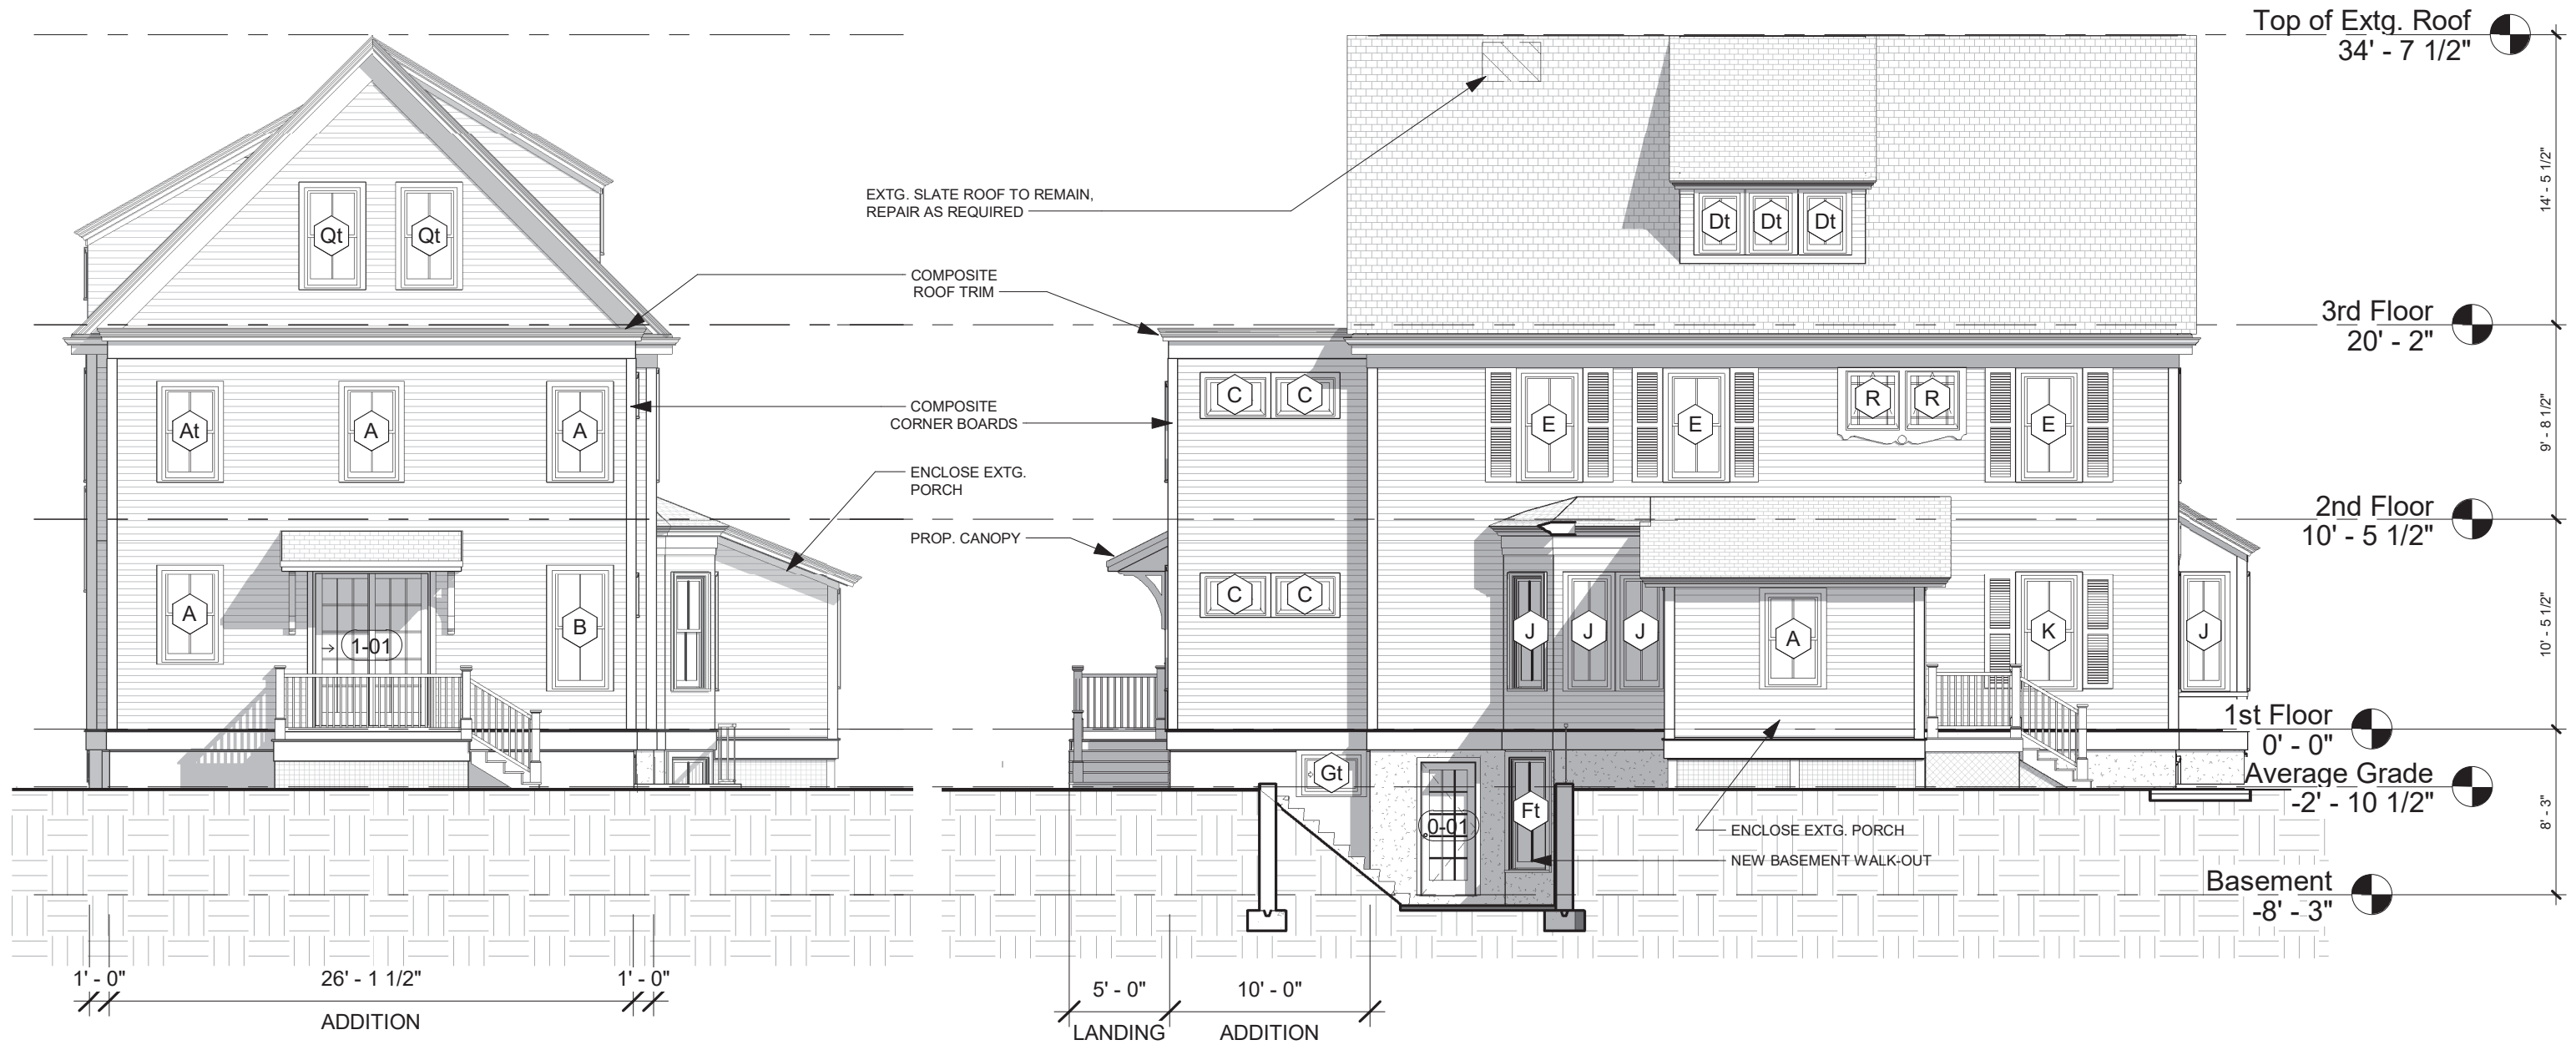 Top of Extg. Roof
34' - 7 1/2"
14' - 5 1/2"
EXTG. SLATE ROOF TO REMAIN,
REPAIR AS REQUIRED
Qt
Qt
Dt
Dt
Dt
COMPOSITE
ROOF TRIM
3rd Floor
20' - 2"
C
C
E
E
R
R
E
At
A
A
COMPOSITE
CORNER BOARDS
9' - 8 1/2"
ENCLOSE EXTG.
PORCH
2nd Floor
10' - 5 1/2"
PROP. CANOPY
C
C
A
B
1-01
J
J
J
A
K
J
10' - 5 1/2"
1st Floor
0' - 0"
Gt
Average Grade
-2' - 10 1/2"
Ft
0-01
8' - 3"
ENCLOSE EXTG. PORCH
NEW BASEMENT WALK-OUT
Basement
-8' - 3"
1' - 0"
26' - 1 1/2"
1' - 0"
ADDITION
5' - 0"
10' - 0"
LANDING
ADDITION